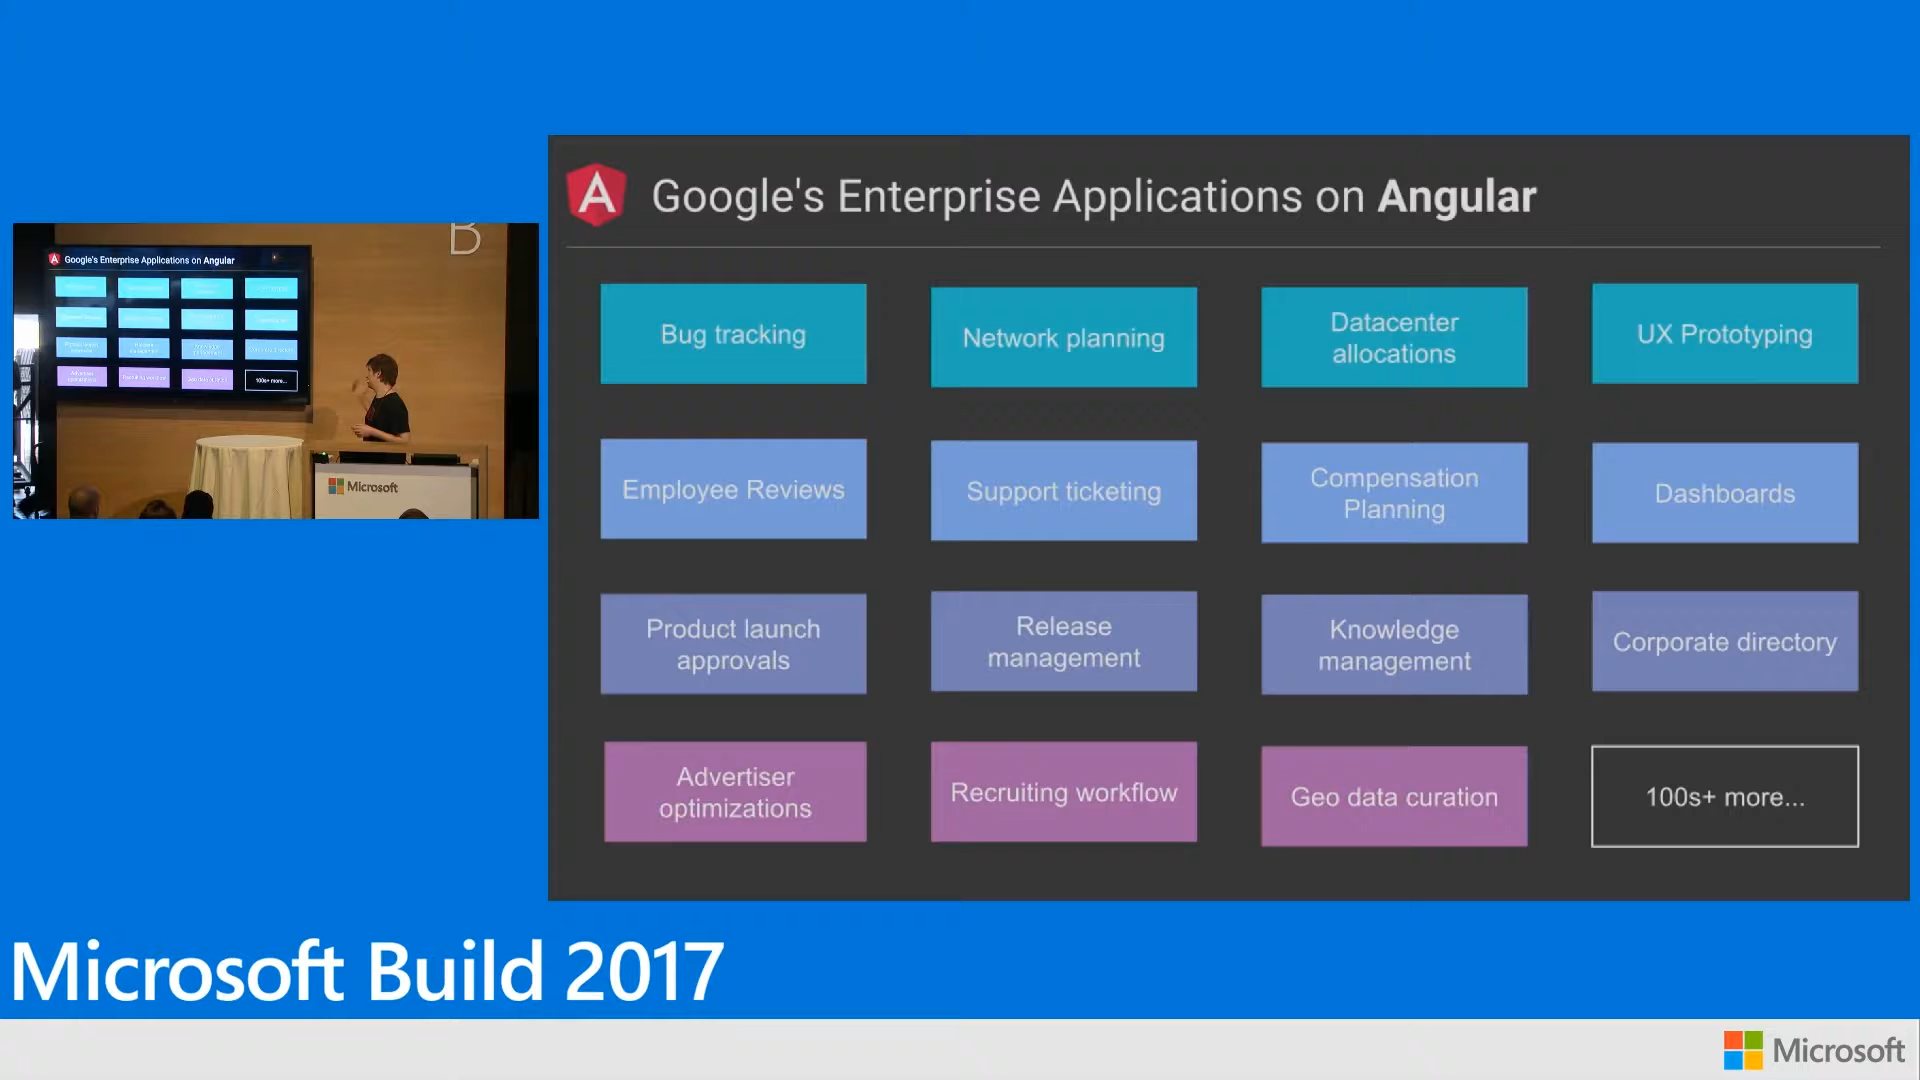 B
Google's Enterprise Applications on Angular
100s+ more...
Microsoft
Google's Enterprise Applications on Angular
Bug tracking
Network planning
Datacenter
allocations
UX Prototyping
Employee Reviews
Support ticketing
Compensation
Planning
Dashboards
Product launch
approvals
Release
management
Knowledge
management
Corporate directory
Advertiser
optimizations
Recruiting workflow
Geo data curation
100s+ more...
Microsoft Build 2017
Microsoft